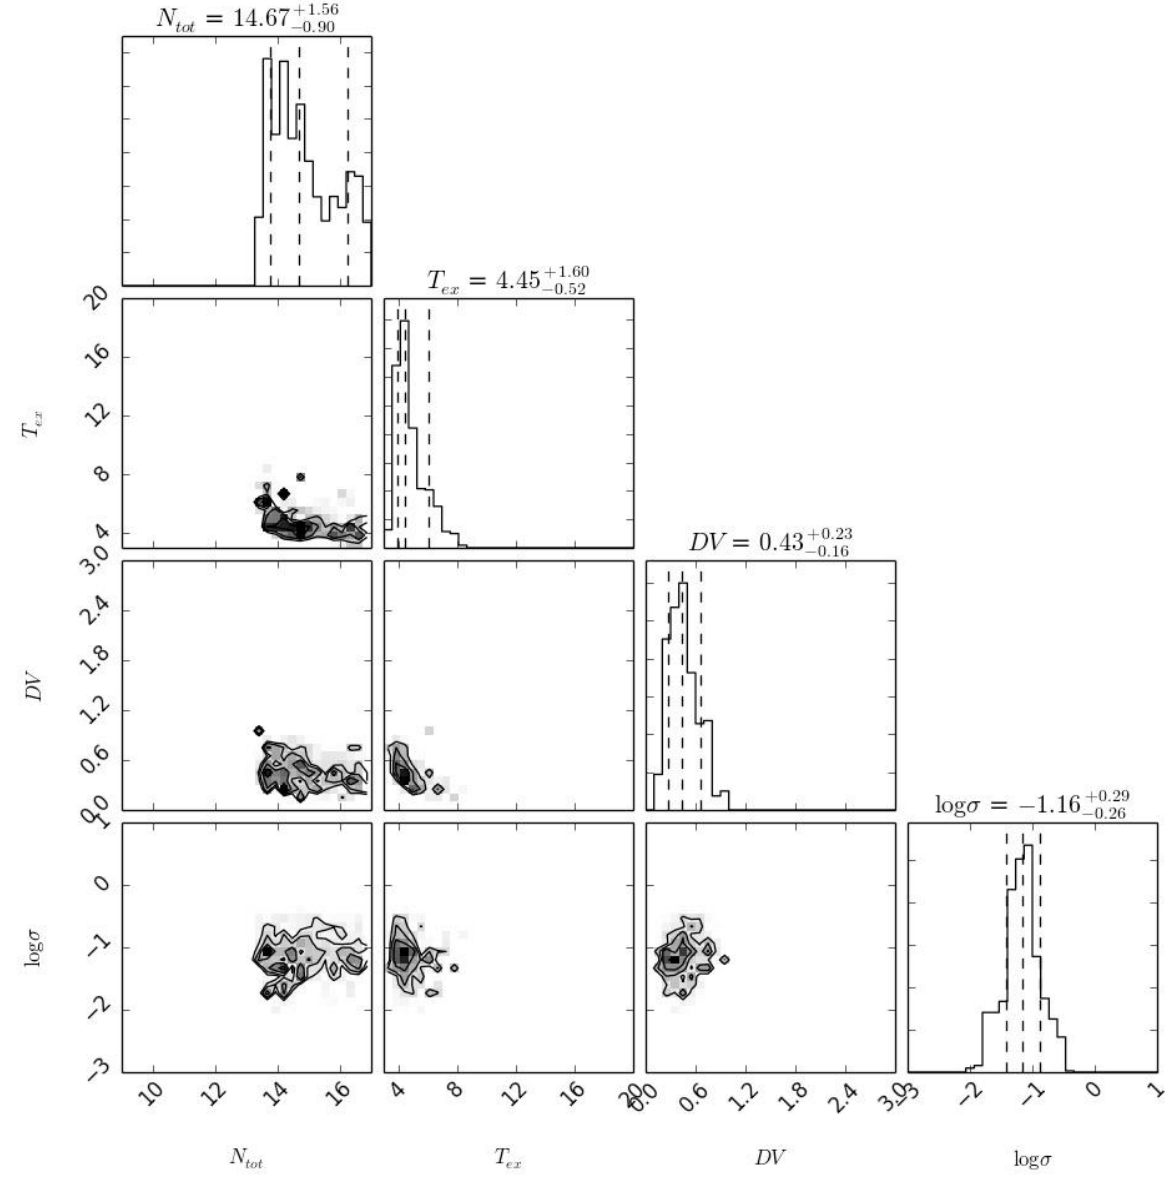 N_tot = 14.67 +1.56 −0.90
T_ex = 4.45 +1.60 −0.52
20
16
12
8
4
T_ex
DV = 0.43 +0.23 −0.16
3.0
2.4
1.8
1.2
0.6
0.0
DV
logσ = −1.16 +0.29 −0.26
1
0
−1
−2
−3
logσ
10 12 14 16 4 8 12 16 20 0.0 0.6 1.2 1.8 2.4 3.0 −3 −2 −1 0 1
N_tot T_ex DV logσ